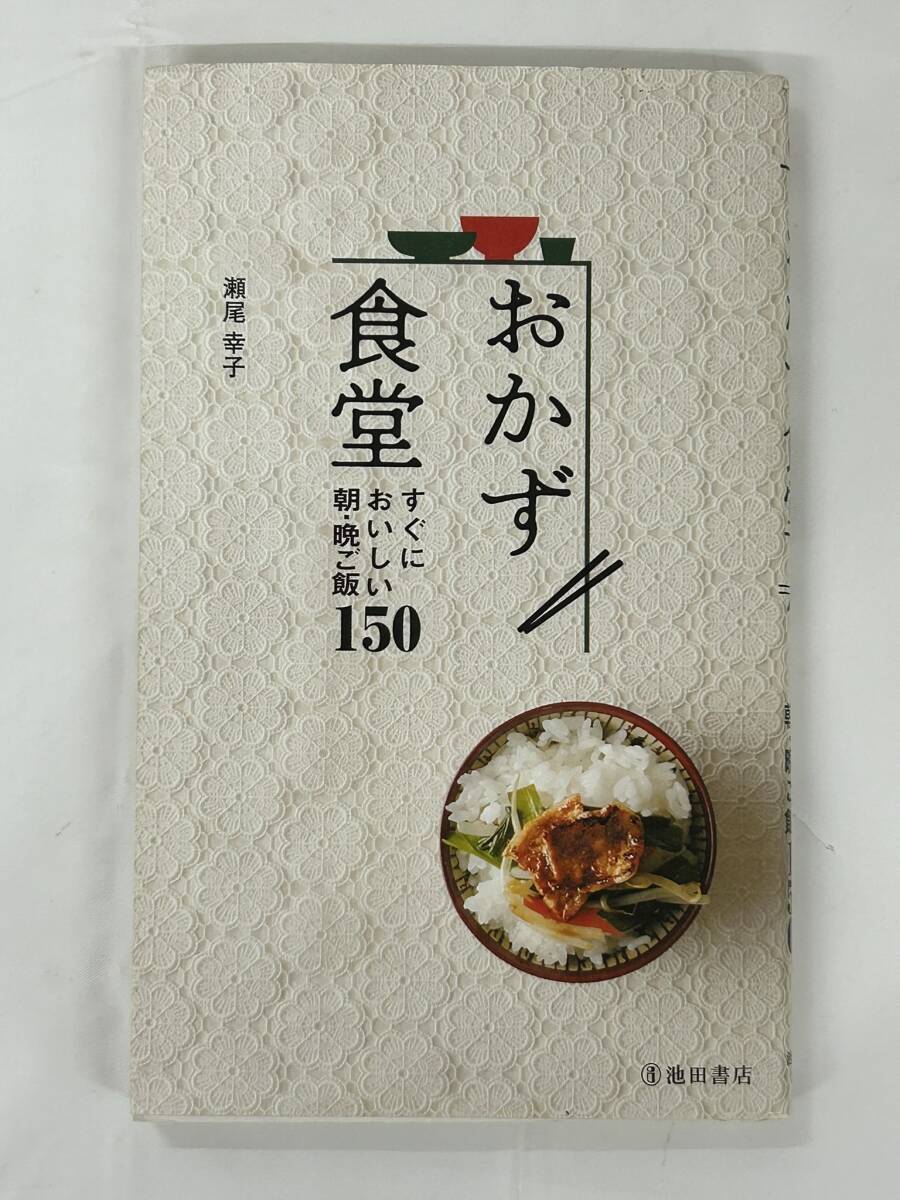 おかず
食堂
すぐに
おいしい
朝・晩ご飯
150
瀬尾 幸子
池田書店